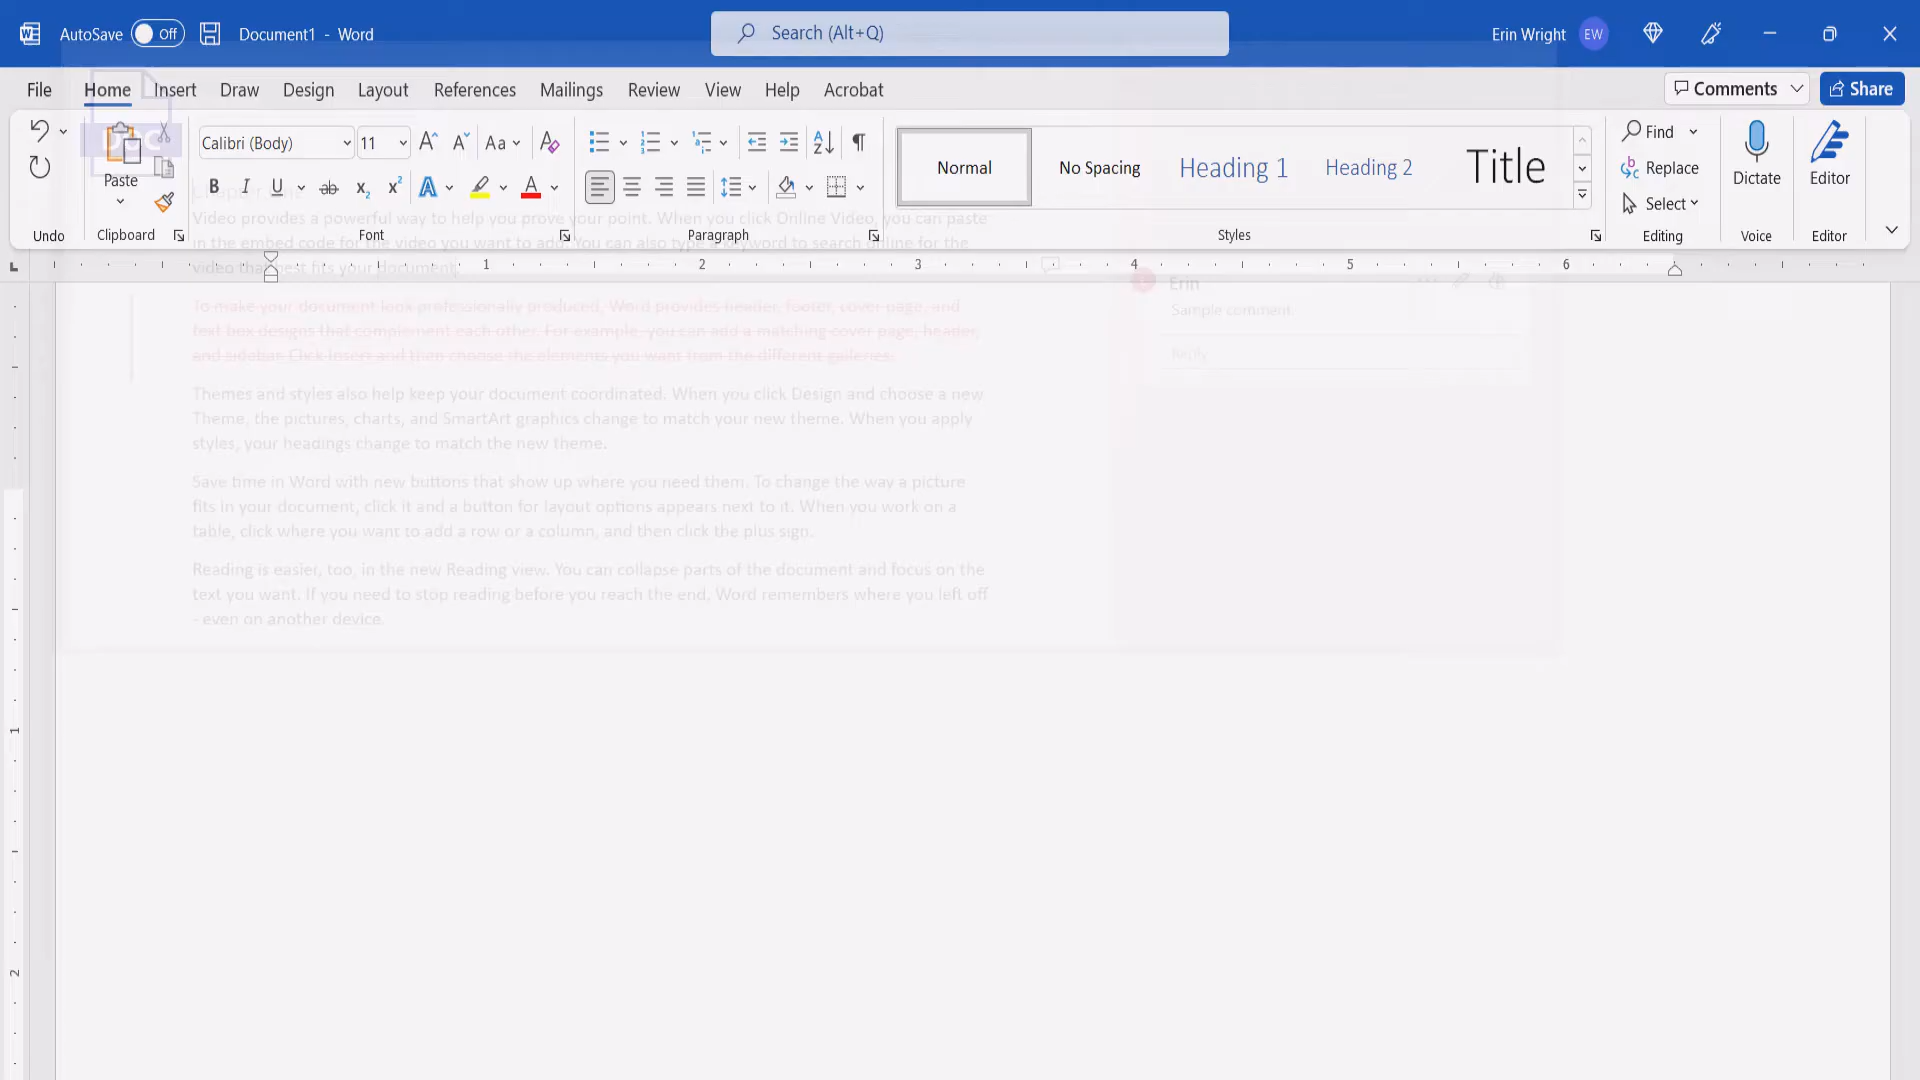 AutoSave Off Document1 - Word Search (Alt+Q) Erin Wright EW
File Home Insert Draw Design Layout References Mailings Review View Help Acrobat Comments Share
Calibri (Body) 11 Aa
Normal No Spacing Heading 1 Heading 2 Title
Paste
B I U ab x2 x2 A A
Find
Replace
Select
Dictate
Editor
Undo Clipboard Font Paragraph Styles Editing Voice Editor
1 2 3 4 5 6
Video provides a powerful way to help you prove your point. When you click Online Video, you can paste
in the embed code for the video you want to add. You can also type a keyword to search online for the
video that best fits your document.
To make your document look professionally produced, Word provides header, footer, cover page, and
text box designs that complement each other. For example, you can add a matching cover page, header,
and sidebar. Click Insert and then choose the elements you want from the different galleries.
Themes and styles also help keep your document coordinated. When you click Design and choose a new
Theme, the pictures, charts, and SmartArt graphics change to match your new theme. When you apply
styles, your headings change to match the new theme.
Save time in Word with new buttons that show up where you need them. To change the way a picture
fits in your document, click it and a button for layout options appears next to it. When you work on a
table, click where you want to add a row or a column, and then click the plus sign.
Reading is easier, too, in the new Reading view. You can collapse parts of the document and focus on the
text you want. If you need to stop reading before you reach the end, Word remembers where you left off
- even on another device.
Erin
Sample comment
Reply
1
2